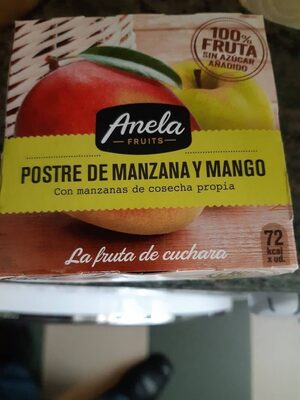 100%
FRUTA
SIN AZÚCAR
AÑADIDO
Anela
FRUITS
POSTRE DE MANZANA Y MANGO
Con manzanas de cosecha propia
La fruta de cuchara
72
kcal
x ud.